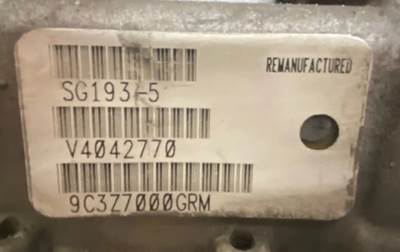 REMANUFACTURED
SG193-5
V4042770
9C3Z7000GRM